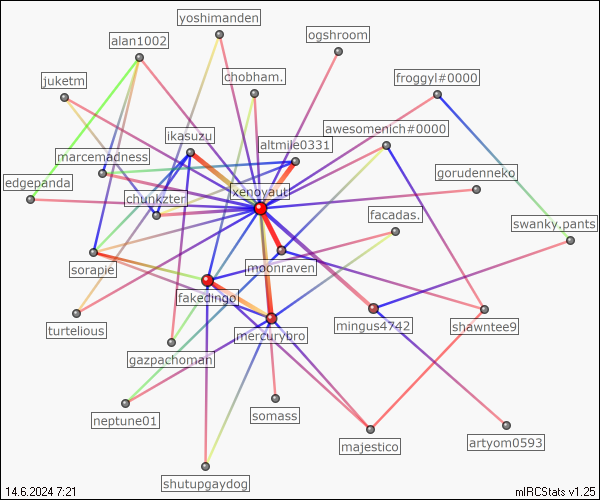 yoshimanden
ogshroom
alan1002
froggyl#0000
juketm
chobham.
awesomenich#0000
ikasuzu
altmile0331
marcemadness
gorudenneko
edgepanda
xenoyaut
chunkzter
facadas.
swanky.pants
sorapie
moonraven
fakedingo
turtelious
mingus4742
shawntee9
mercurybro
gazpachoman
neptune01
somass
majestico
artyom0593
shutupgaydog
14.6.2024 7:21
mIRCStats v1.25